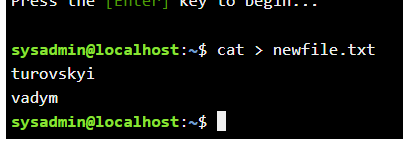 Press the [Enter] key to begin...
sysadmin@localhost:~$ cat > newfile.txt
turovskyi
vadym
sysadmin@localhost:~$